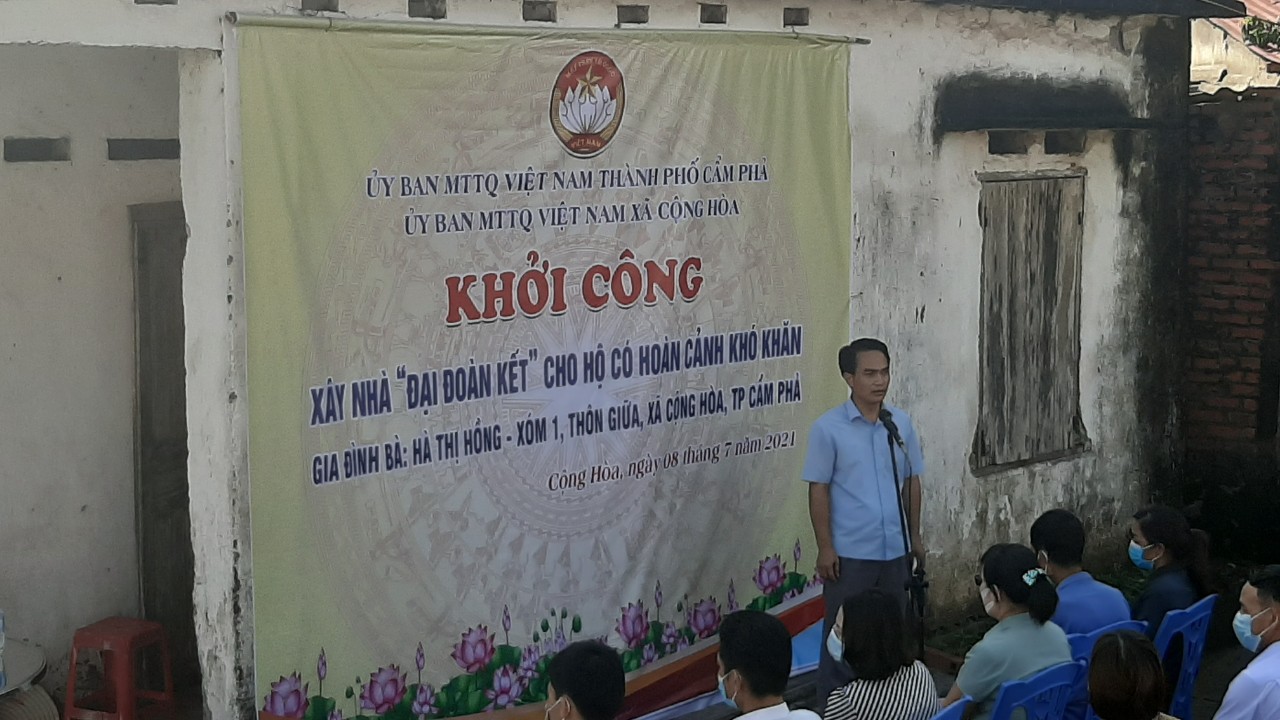 VIỆT NAM
ỦY BAN MTTQ VIỆT NAM THÀNH PHỐ CẨM PHẢ
ỦY BAN MTTQ VIỆT NAM XÃ CỘNG HÒA
KHỞI CÔNG
XÂY NHÀ "ĐẠI ĐOÀN KẾT" CHO HỘ CÓ HOÀN CẢNH KHÓ KHĂN
GIA ĐÌNH BÀ: HÀ THỊ HỒNG - XÓM 1, THÔN GIỮA, XÃ CỘNG HÒA, TP CẨM PHẢ
Cộng Hòa, ngày 08 tháng 7 năm 2021